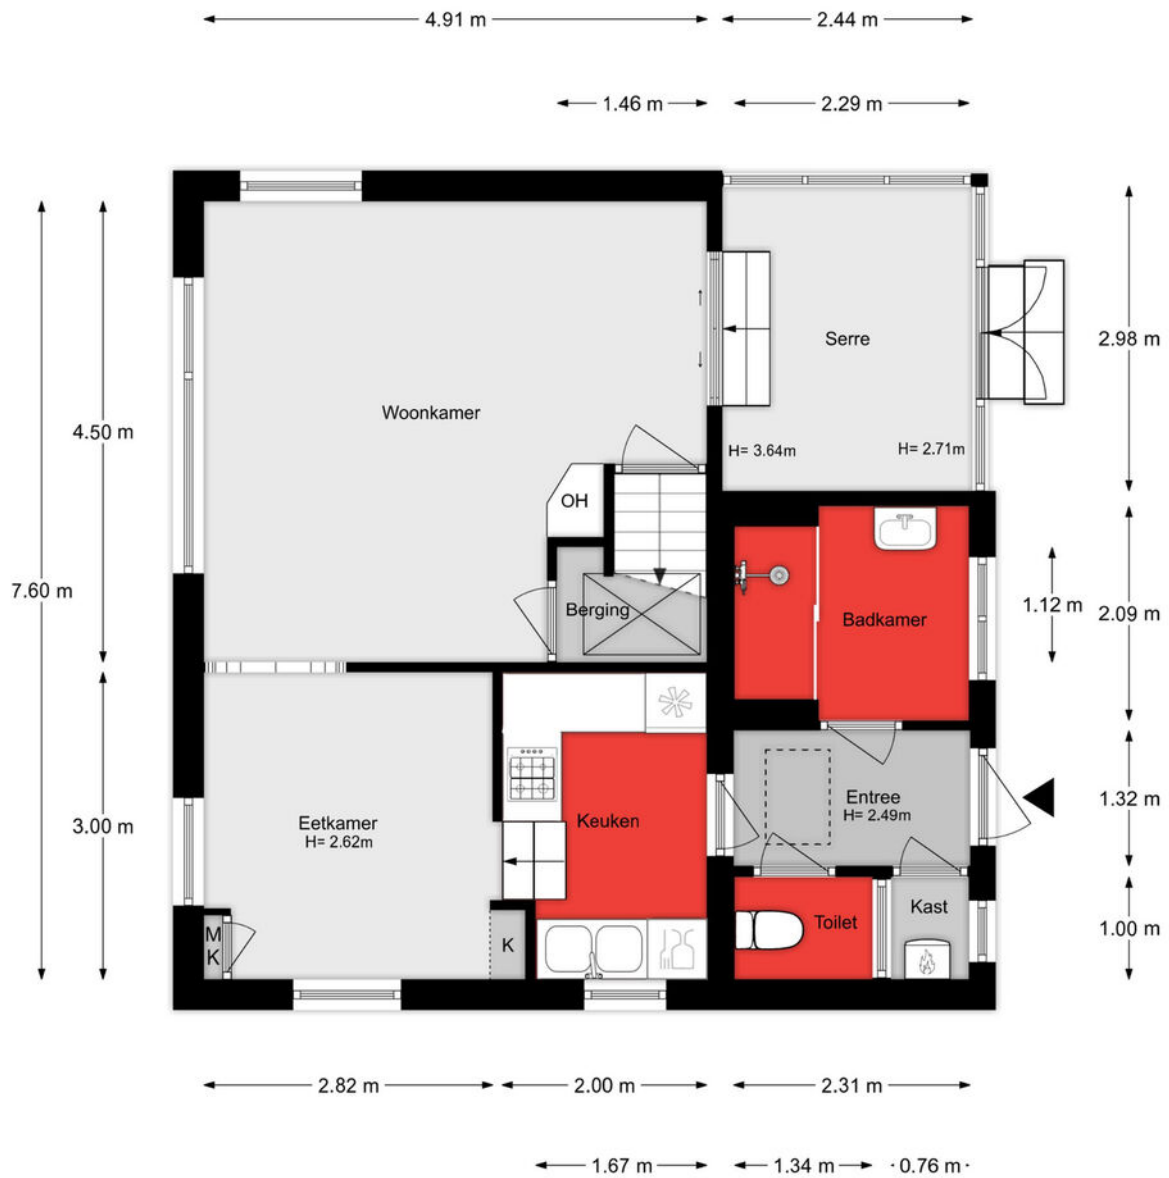 4.91 m
2.44 m
1.46 m
2.29 m
Serre
2.98 m
Woonkamer
4.50 m
H= 3.64m
H= 2.71m
OH
7.60 m
Berging
Badkamer
1.12 m
2.09 m
Entree
H= 2.49m
1.32 m
Eetkamer
H= 2.62m
Keuken
3.00 m
Kast
Toilet
1.00 m
M
K
K
2.82 m
2.00 m
2.31 m
1.67 m
1.34 m
0.76 m